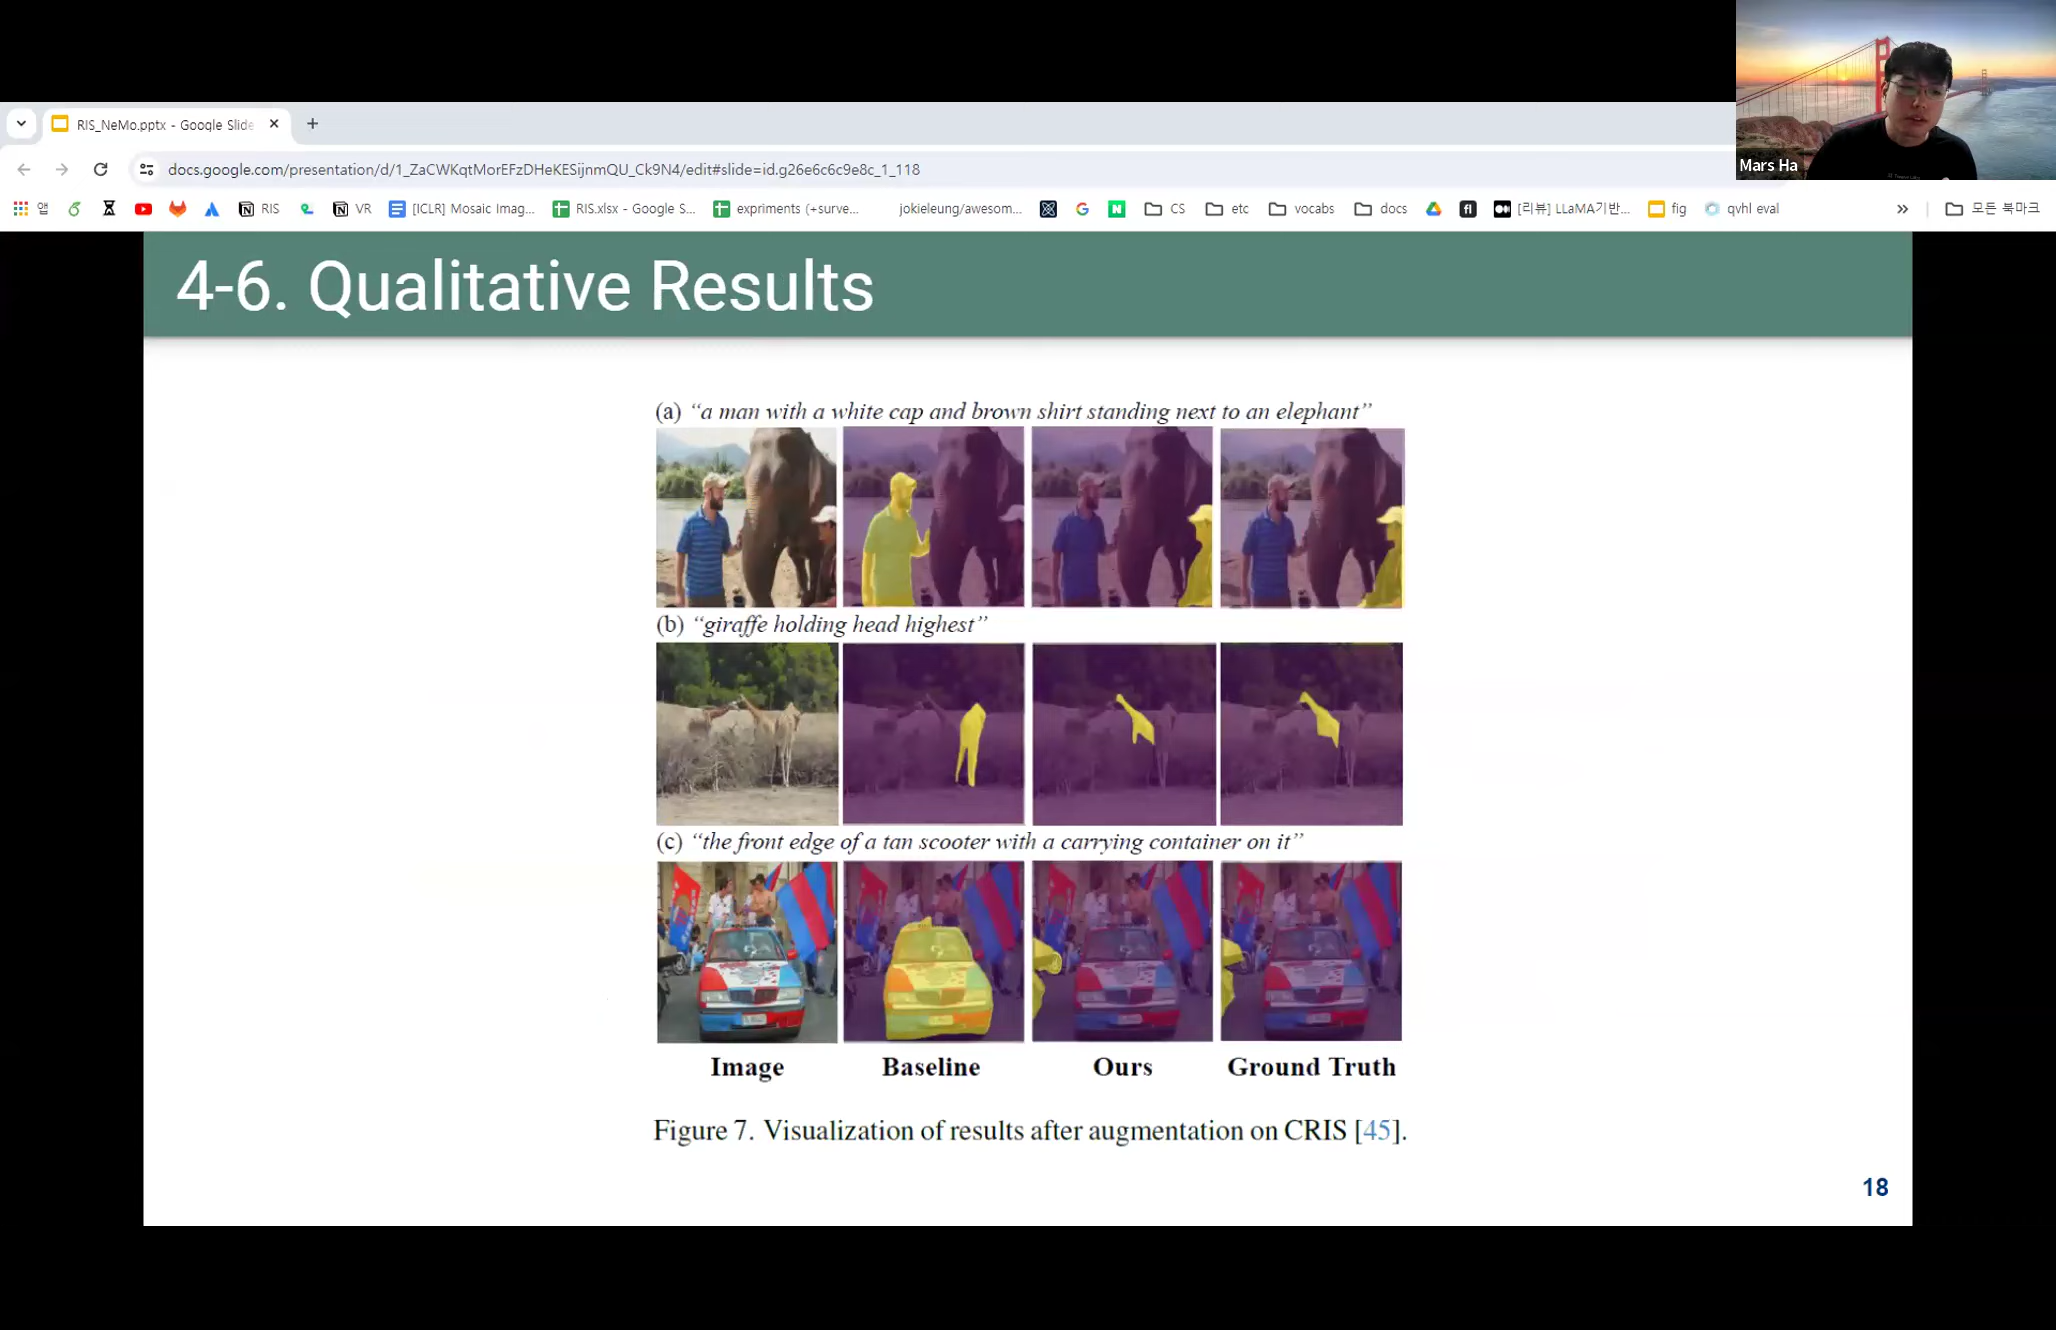 Mars Ha
RIS_NeMo.pptx - Google Slide
docs.google.com/presentation/d/1_ZaCWKqtMorEFzDHeKESijnmQU_Ck9N4/edit#slide=id.g26e6c6c9e8c_1_118
앱 RIS VR [ICLR] Mosaic Imag... RIS.xlsx - Google S... expriments (+surve... jokieleung/awesom... G N CS etc vocabs docs fl [리뷰] LLaMA기반... fig qvhl eval » 모든 북마크
4-6. Qualitative Results
(a) “a man with a white cap and brown shirt standing next to an elephant”
(b) “giraffe holding head highest”
(c) “the front edge of a tan scooter with a carrying container on it”
Image Baseline Ours Ground Truth
Figure 7. Visualization of results after augmentation on CRIS [45].
18